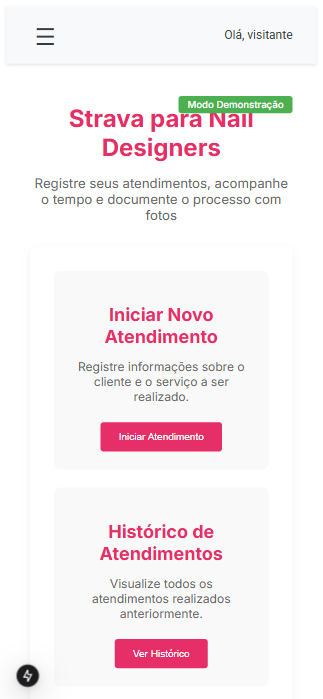 Olá, visitante
Modo Demonstração
Strava para Nail
Designers
Registre seus atendimentos, acompanhe
o tempo e documente o processo com
fotos
Iniciar Novo
Atendimento
Registre informações sobre o
cliente e o serviço a ser
realizado.
Iniciar Atendimento
Histórico de
Atendimentos
Visualize todos os
atendimentos realizados
anteriormente.
Ver Histórico